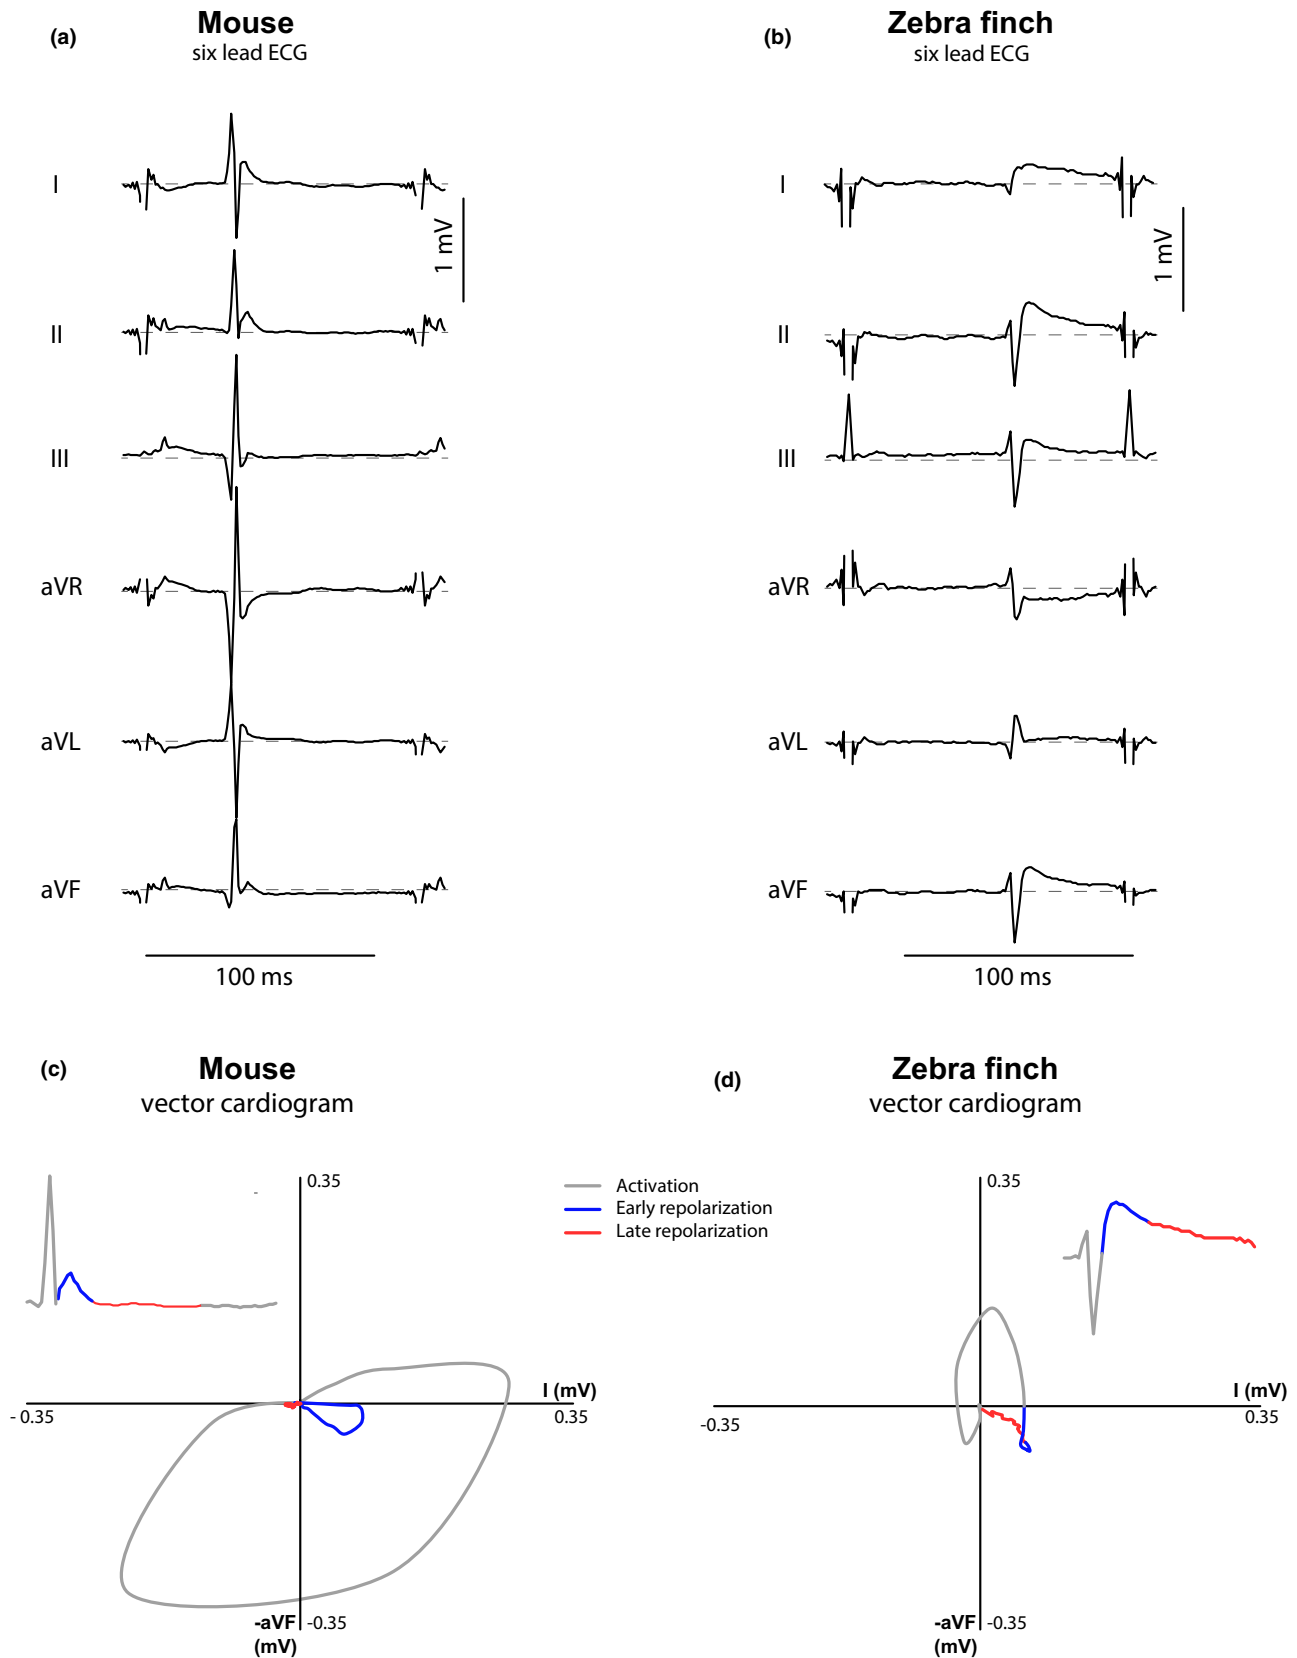 (a)
Mouse
six lead ECG
I
II
III
aVR
aVL
aVF
1 mV
100 ms
(b)
Zebra finch
six lead ECG
I
II
III
aVR
aVL
aVF
1 mV
100 ms
(c)
Mouse
vector cardiogram
0.35
I (mV)
-0.35
0.35
-aVF
(mV)
-0.35
Activation
Early repolarization
Late repolarization
(d)
Zebra finch
vector cardiogram
0.35
I (mV)
-0.35
0.35
-aVF
(mV)
-0.35